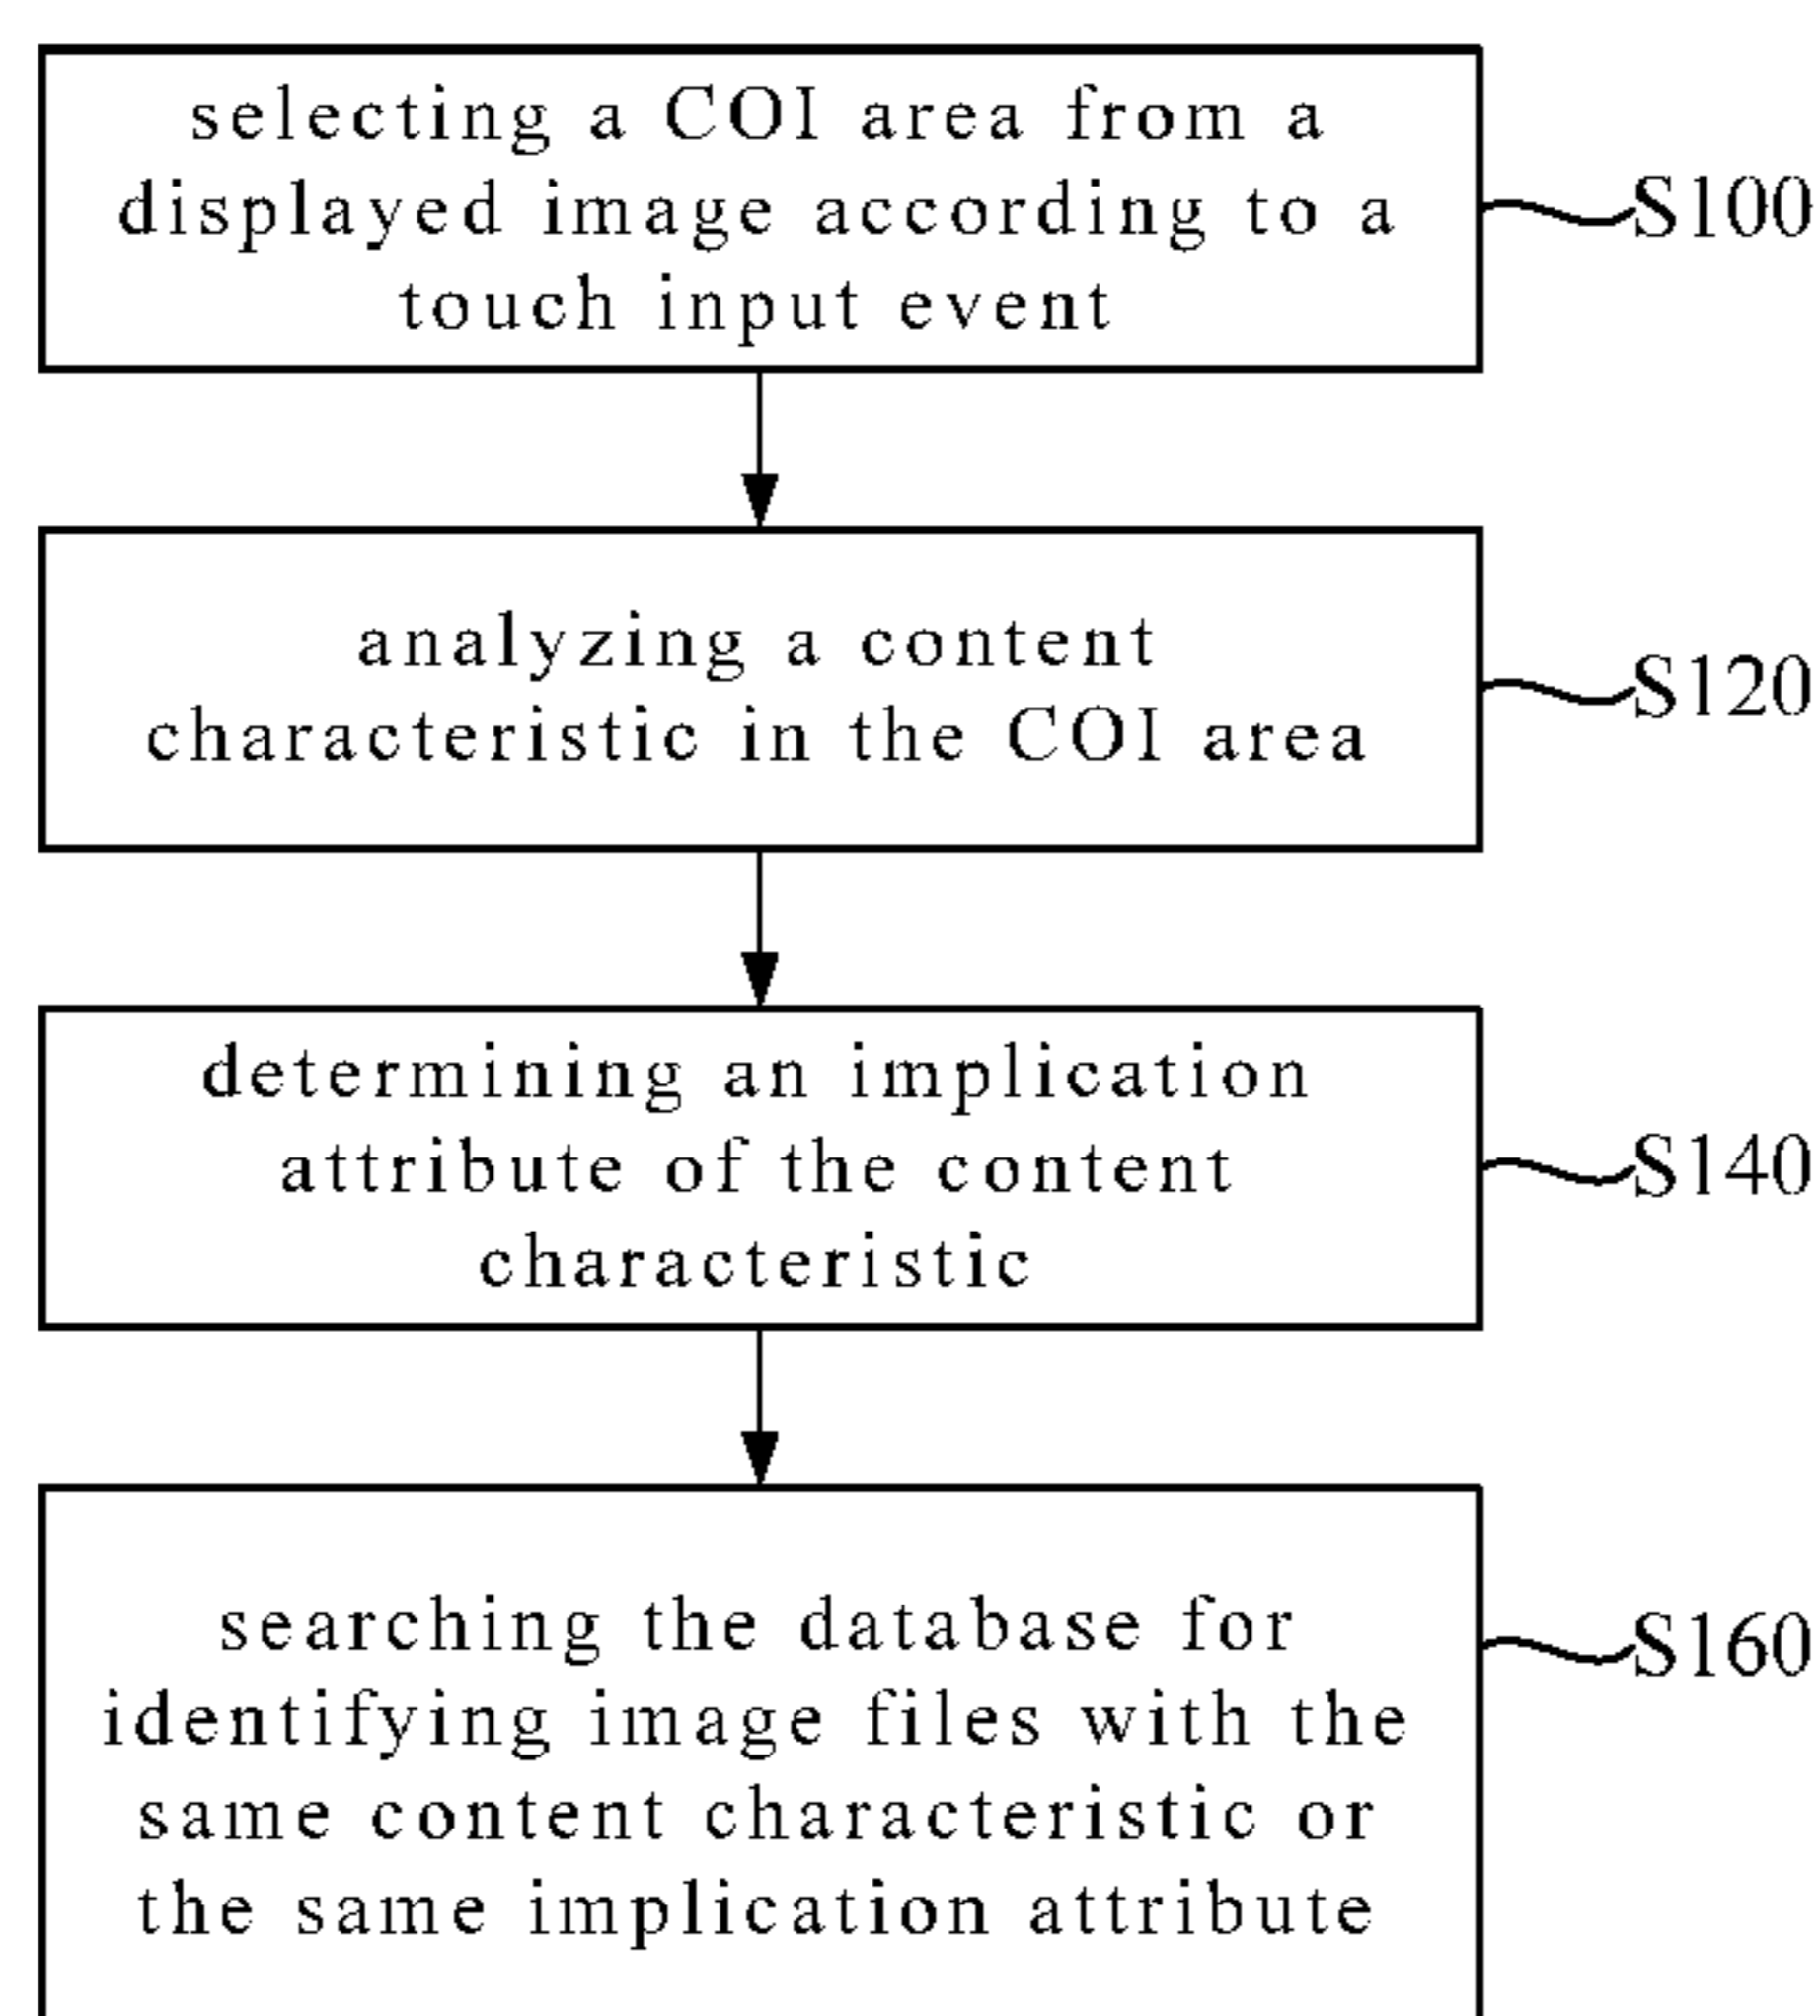 selecting a COI area from a
displayed image according to a
touch input event
S100
analyzing a content
characteristic in the COI area
S120
determining an implication
attribute of the content
characteristic
S140
searching the database for
identifying image files with the
same content characteristic or
the same implication attribute
S160